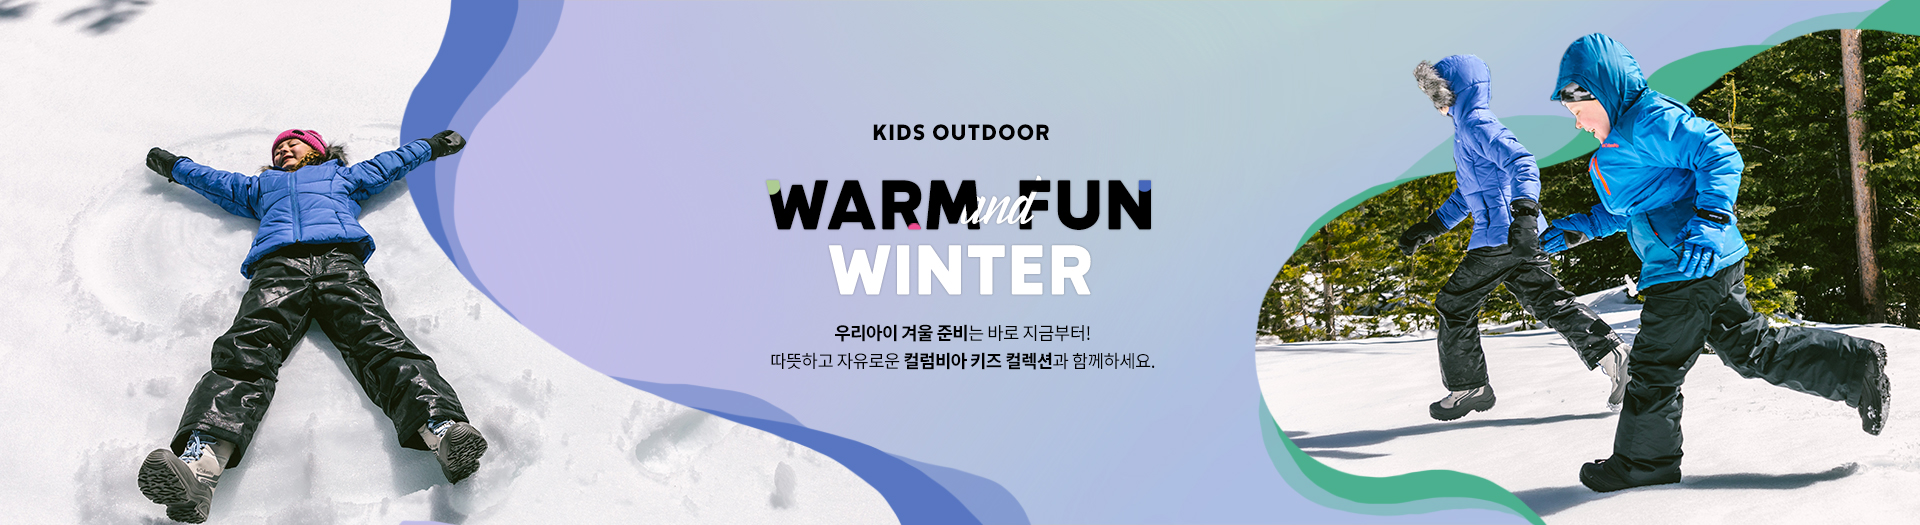 KIDS OUTDOOR
WARM and FUN
WINTER
우리아이 겨울 준비는 바로 지금부터!
따뜻하고 자유로운 컬럼비아 키즈 컬렉션과 함께하세요.